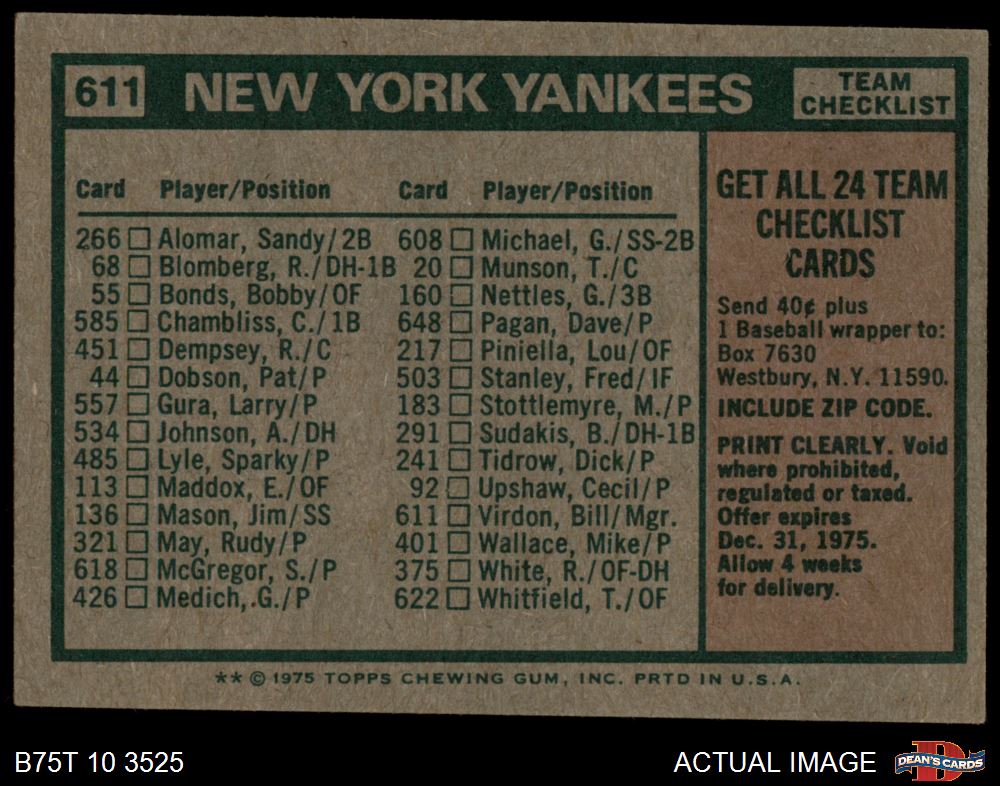 611 NEW YORK YANKEES TEAM CHECKLIST
Card Player/Position Card Player/Position
266 Alomar, Sandy/2B 608 Michael, G./SS-2B
68 Blomberg, R./DH-1B 20 Munson, T./C
55 Bonds, Bobby/OF 160 Nettles, G./3B
585 Chambliss, C./1B 648 Pagan, Dave/P
451 Dempsey, R./C 217 Piniella, Lou/OF
44 Dobson, Pat/P 503 Stanley, Fred/IF
557 Gura, Larry/P 183 Stottlemyre, M./P
534 Johnson, A./DH 291 Sudakis, B./DH-1B
485 Lyle, Sparky/P 241 Tidrow, Dick/P
113 Maddox, E./OF 92 Upshaw, Cecil/P
136 Mason, Jim/SS 611 Virdon, Bill/Mgr.
321 May, Rudy/P 401 Wallace, Mike/P
618 McGregor, S./P 375 White, R./OF-DH
426 Medich, G./P 622 Whitfield, T./OF
GET ALL 24 TEAM
CHECKLIST
CARDS
Send 40¢ plus
1 Baseball wrapper to:
Box 7630
Westbury, N.Y. 11590.
INCLUDE ZIP CODE.
PRINT CLEARLY. Void
where prohibited,
regulated or taxed.
Offer expires
Dec. 31, 1975.
Allow 4 weeks
for delivery.
** © 1975 TOPPS CHEWING GUM, INC. PRTD IN U.S.A.
B75T 10 3525 ACTUAL IMAGE
D DEAN'S CARDS